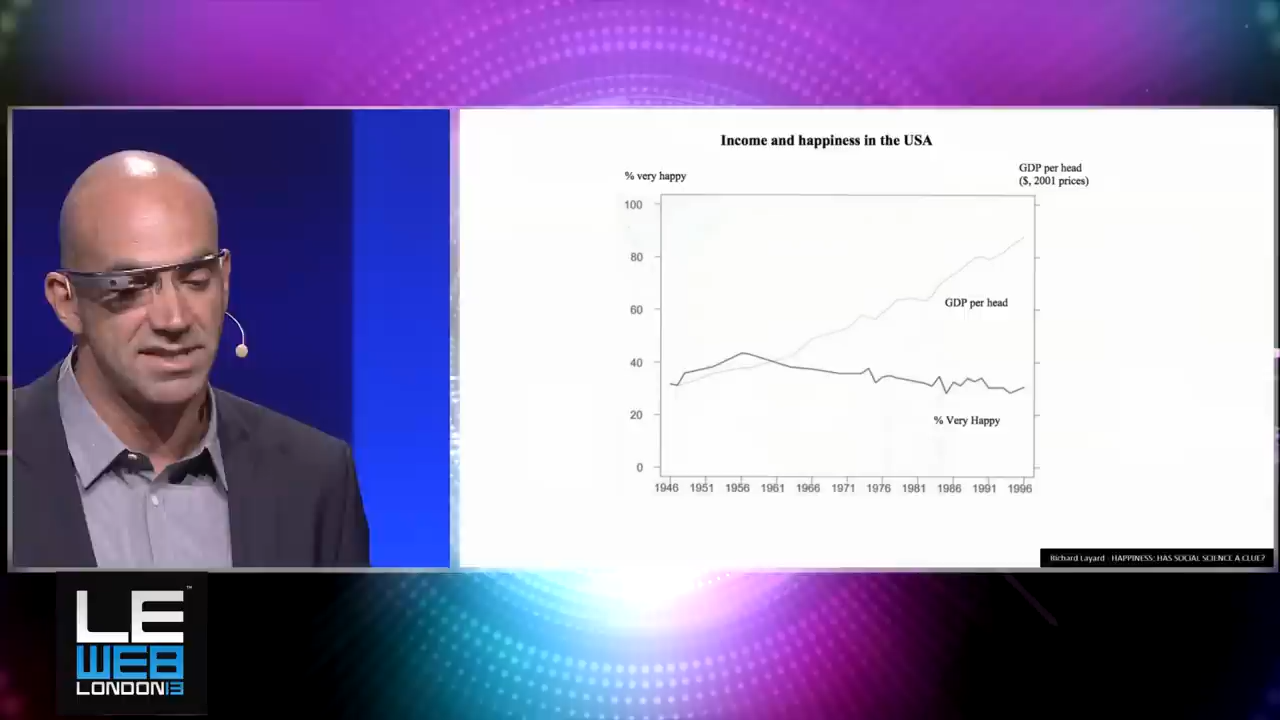 Income and happiness in the USA
% very happy
GDP per head
($, 2001 prices)
100
80
60
40
20
0
GDP per head
% Very Happy
1946 1951 1956 1961 1966 1971 1976 1981 1986 1991 1996
Richard Layard - HAPPINESS: HAS SOCIAL SCIENCE A CLUE?
LE
WEB
LONDON13
™